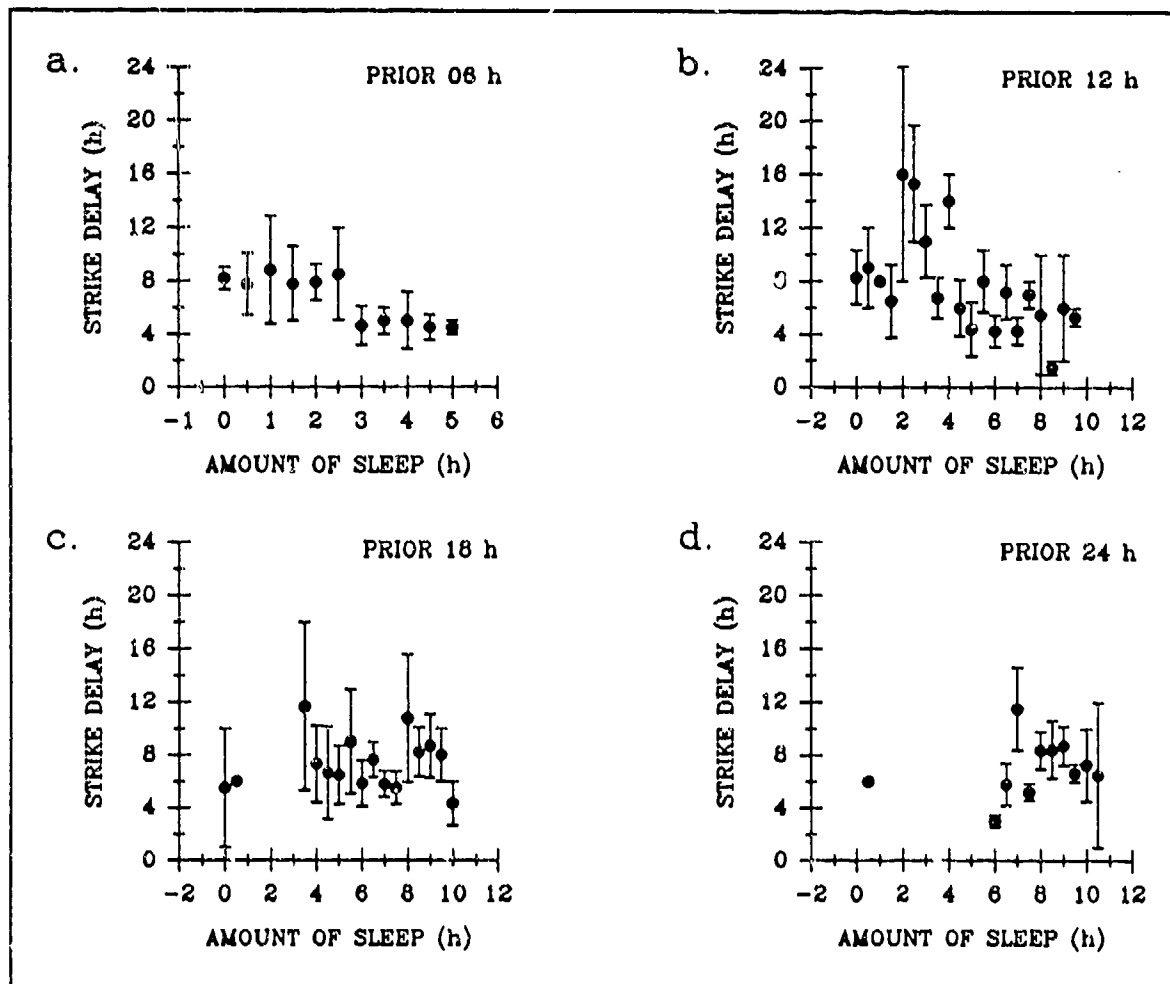 a.
PRIOR 06 h
24
20
16
12
8
4
0
STRIKE DELAY (h)
-1 0 1 2 3 4 5 6
AMOUNT OF SLEEP (h)
b.
PRIOR 12 h
24
20
16
12
8
4
0
STRIKE DELAY (h)
-2 0 2 4 6 8 10 12
AMOUNT OF SLEEP (h)
c.
PRIOR 18 h
24
20
16
12
8
4
0
STRIKE DELAY (h)
-2 0 2 4 6 8 10 12
AMOUNT OF SLEEP (h)
d.
PRIOR 24 h
24
20
16
12
8
4
0
STRIKE DELAY (h)
-2 0 2 4 6 8 10 12
AMOUNT OF SLEEP (h)